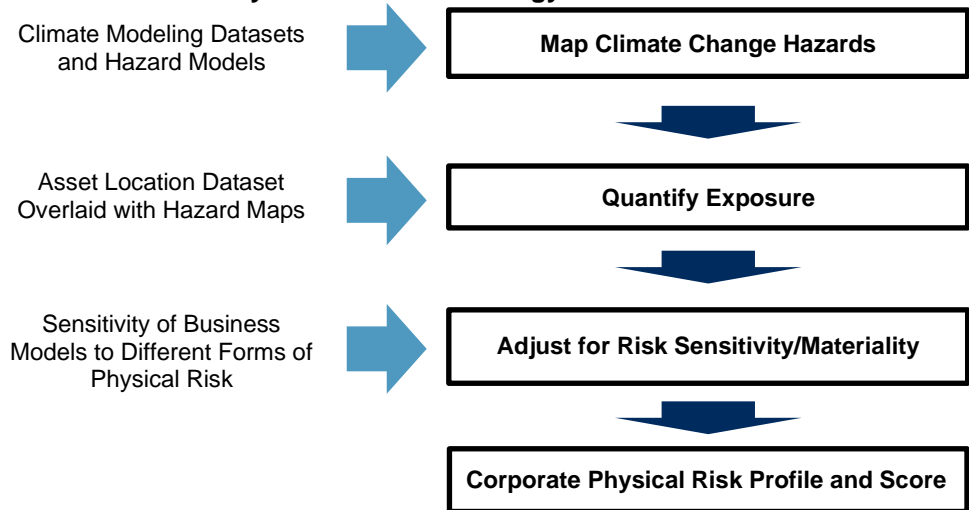 Climate Modeling Datasets
and Hazard Models
Map Climate Change Hazards
Asset Location Dataset
Overlaid with Hazard Maps
Quantify Exposure
Sensitivity of Business
Models to Different Forms of
Physical Risk
Adjust for Risk Sensitivity/Materiality
Corporate Physical Risk Profile and Score